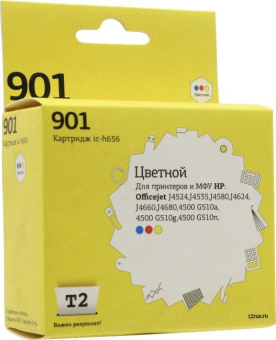 901
Цветной
901
Картридж ic-h656
Цветной
Для принтеров и МФУ HP:
Officejet J4524,J4535,J4580,J4624,
J4660,J4680,4500 G510a,
4500 G510g,4500 G510n.
T2
Важен результат!
t2rus.ru